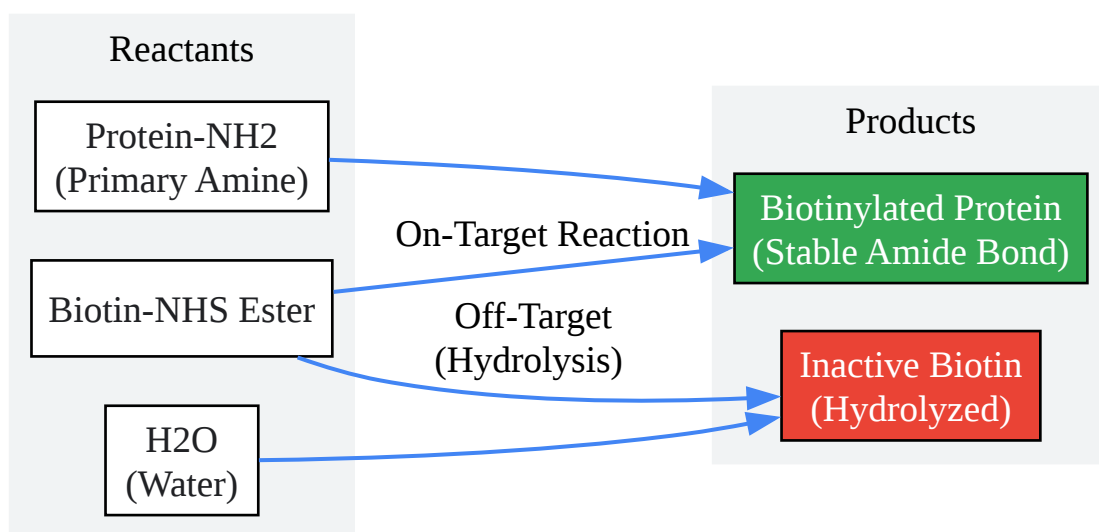 Reactants
Protein-NH2
(Primary Amine)
Biotin-NHS Ester
H2O
(Water)
On-Target Reaction
Off-Target
(Hydrolysis)
Products
Biotinylated Protein
(Stable Amide Bond)
Inactive Biotin
(Hydrolyzed)